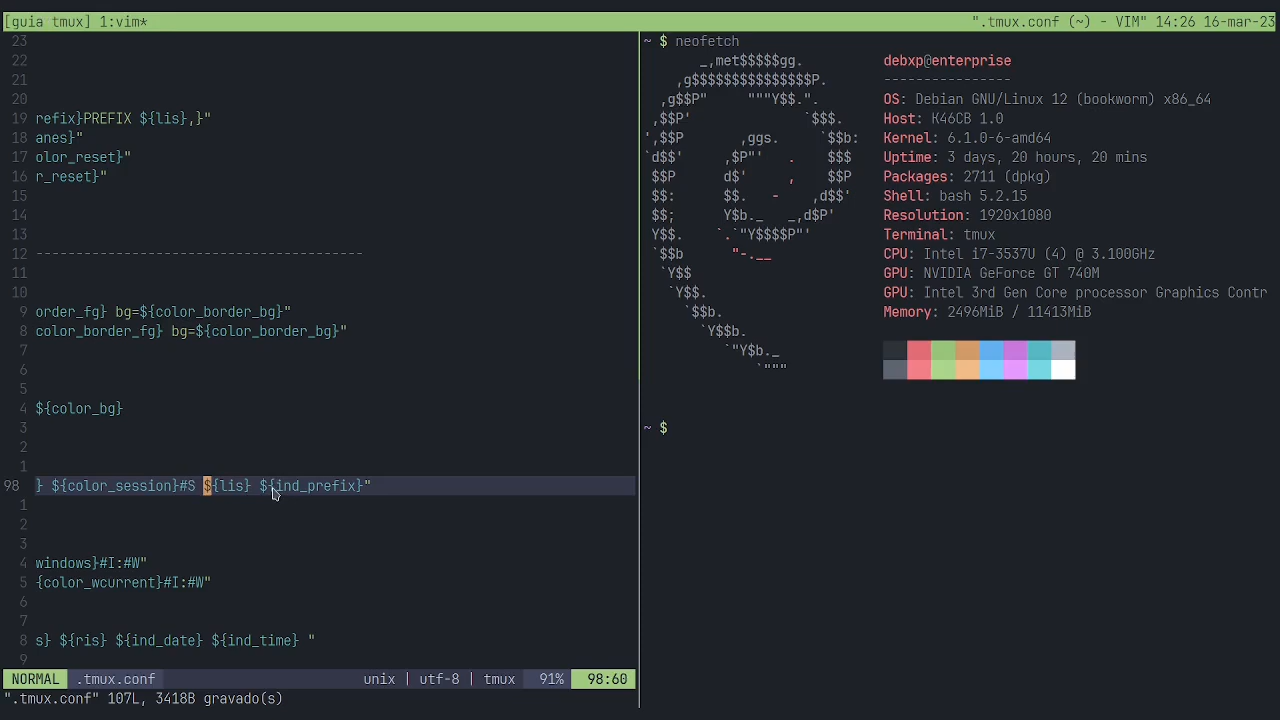 [guia tmux] 1:vim* ".tmux.conf (~) - VIM" 14:26 16-mar-23
23
22
21
20
19 refix}PREFIX ${lis},}"
18 anes}"
17 olor_reset}"
16 r_reset}"
15
14
13
12 -----------------------------------------
11
10
9 order_fg} bg=${color_border_bg}"
8 color_border_fg} bg=${color_border_bg}"
7
6
5
4 ${color_bg}
3
2
1
98 } ${color_session}#S ${lis} ${ind_prefix}"
1
2
3
4 windows}#I:#W"
5 {color_wcurrent}#I:#W"
6
7
8 s} ${ris} ${ind_date} ${ind_time} "
9
NORMAL .tmux.conf unix | utf-8 | tmux 91% 98:60
".tmux.conf" 107L, 3418B gravado(s)
~ $ neofetch
_,met$$$$$gg.
,g$$$$$$$$$$$$$$$P.
,g$$P" """Y$$.".
,$$P' `$$$.
',$$P ,ggs. `$$b:
`d$$' ,$P"' . $$$
$$P d$' , $$P
$$: $$. - ,d$$'
$$; Y$b._ _,d$P'
Y$$. `.`"Y$$$$P"'
`$$b "-.__
`Y$$
`Y$$.
`$$b.
`Y$$b.
`"Y$b._
`"""
debxp@enterprise
----------------
OS: Debian GNU/Linux 12 (bookworm) x86_64
Host: K46CB 1.0
Kernel: 6.1.0-6-amd64
Uptime: 3 days, 20 hours, 20 mins
Packages: 2711 (dpkg)
Shell: bash 5.2.15
Resolution: 1920x1080
Terminal: tmux
CPU: Intel i7-3537U (4) @ 3.100GHz
GPU: NVIDIA GeForce GT 740M
GPU: Intel 3rd Gen Core processor Graphics Contr
Memory: 2496MiB / 11413MiB
~ $